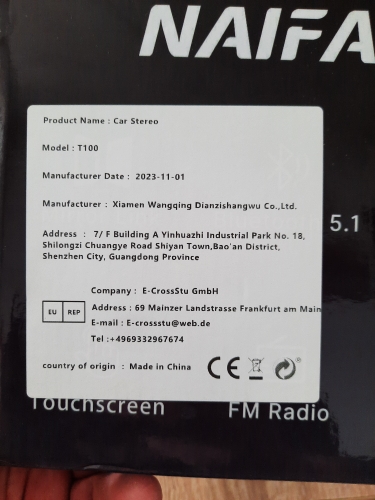 NAIFA
Product Name : Car Stereo
Model : T100
Manufacturer Date : 2023-11-01
Manufacturer : Xiamen Wangqing Dianzishangwu Co.,Ltd.
5.1
Address : 7/ F Building A Yinhuazhi Industrial Park No. 18,
Shilongzi Chuangye Road Shiyan Town,Bao'an District,
Shenzhen City, Guangdong Province
Company : E-CrossStu GmbH
EU REP
Address : 69 Mainzer Landstrasse Frankfurt am Main
E-mail : E-crossstu@web.de
Tel :+4969332967674
country of origin : Made in China
CE
Touchscreen
FM Radio